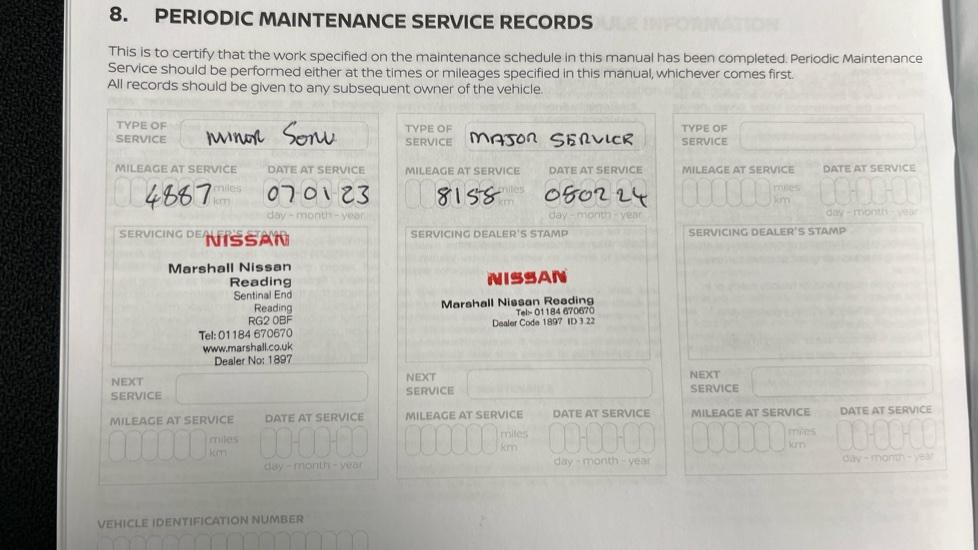 8. PERIODIC MAINTENANCE SERVICE RECORDS
This is to certify that the work specified on the maintenance schedule in this manual has been completed. Periodic Maintenance
Service should be performed either at the times or mileages specified in this manual, whichever comes first.
All records should be given to any subsequent owner of the vehicle.
TYPE OF
SERVICE
minor Serv
MILEAGE AT SERVICE DATE AT SERVICE
4887 miles
km
07 01 23
day - month - year
SERVICING DEALER'S STAMP
NISSAN
Marshall Nissan
Reading
Sentinal End
Reading
RG2 0BF
Tel: 01184 670670
www.marshall.co.uk
Dealer No: 1897
NEXT
SERVICE
MILEAGE AT SERVICE DATE AT SERVICE
miles
km
day - month - year
TYPE OF
SERVICE
MAJOR SERVICE
MILEAGE AT SERVICE DATE AT SERVICE
8158 miles
km
080224
day - month - year
SERVICING DEALER'S STAMP
NISSAN
Marshall Nissan Reading
Tel:- 01184 670670
Dealer Code 1897 ID 3.22
NEXT
SERVICE
MILEAGE AT SERVICE DATE AT SERVICE
miles
km
day - month - year
TYPE OF
SERVICE
MILEAGE AT SERVICE DATE AT SERVICE
miles
km
day - month - year
SERVICING DEALER'S STAMP
NEXT
SERVICE
MILEAGE AT SERVICE DATE AT SERVICE
miles
km
day - month - year
VEHICLE IDENTIFICATION NUMBER